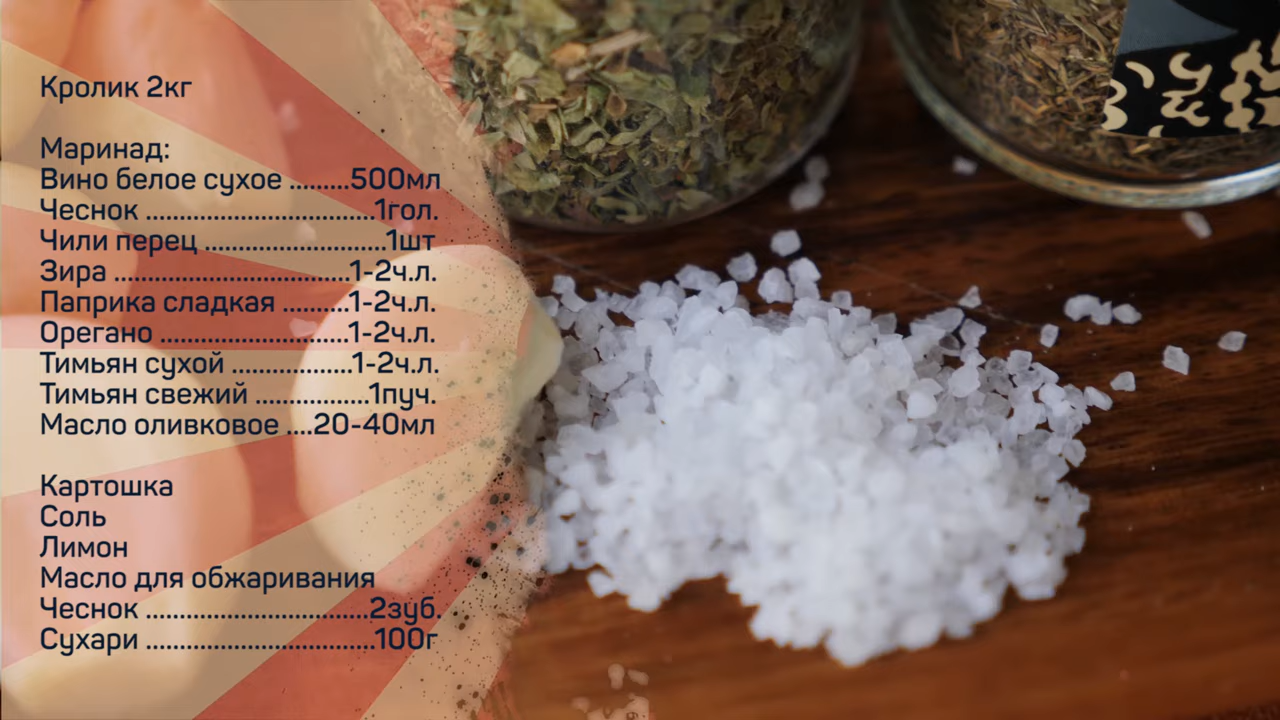 Кролик 2кг
Маринад:
Вино белое сухое .........500мл
Чеснок ..................................1гол.
Чили перец ...........................1шт
Зира ...................................1-2ч.л.
Паприка сладкая ..........1-2ч.л.
Орегано ............................1-2ч.л.
Тимьян сухой ..................1-2ч.л.
Тимьян свежий .................1пуч.
Масло оливковое ....20-40мл
Картошка
Соль
Лимон
Масло для обжаривания
Чеснок .................................2зуб.
Сухари ..................................100г